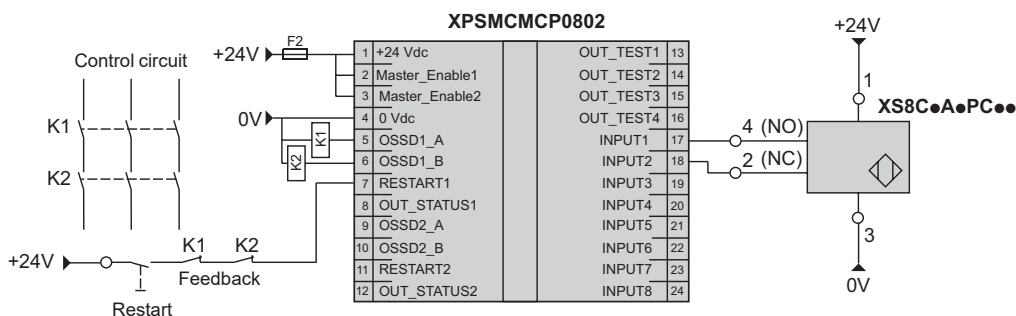 XPSMCMCP0802
Control circuit
K1
K2
+24V
F2
0V
K1
K2
1 +24 Vdc
2 Master_Enable1
3 Master_Enable2
4 0 Vdc
5 OSSD1_A
6 OSSD1_B
7 RESTART1
8 OUT_STATUS1
9 OSSD2_A
10 OSSD2_B
11 RESTART2
12 OUT_STATUS2
OUT_TEST1 13
OUT_TEST2 14
OUT_TEST3 15
OUT_TEST4 16
INPUT1 17
INPUT2 18
INPUT3 19
INPUT4 20
INPUT5 21
INPUT6 22
INPUT7 23
INPUT8 24
+24V
1
XS8C●A●PC●●
4 (NO)
2 (NC)
3
0V
+24V
K1 K2
Feedback
Restart